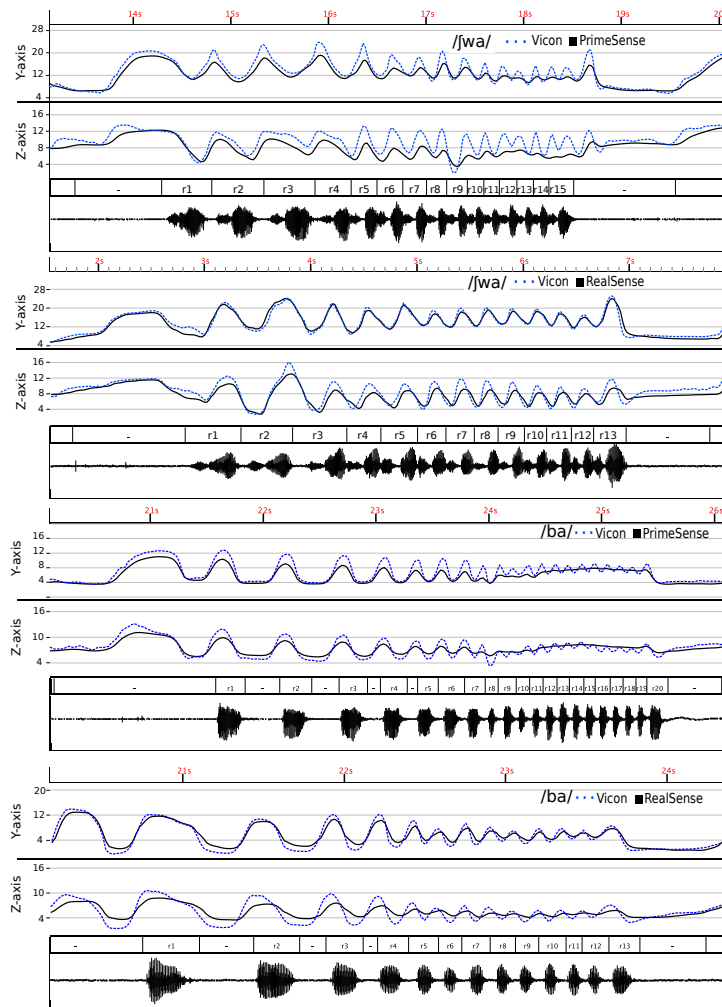 14s 15s 16s 17s 18s 19s 20
28
20
12
4
Y-axis
/ʃwa/ Vicon PrimeSense
16
12
8
4
Z-axis
- r1 r2 r3 r4 r5 r6 r7 r8 r9 r10 r11 r12 r13 r14 r15 -
2s 3s 4s 5s 6s 7s
28
20
12
4
Y-axis
/ʃwa/ Vicon RealSense
16
12
8
4
Z-axis
- r1 r2 r3 r4 r5 r6 r7 r8 r9 r10 r11 r12 r13 -
21s 22s 23s 24s 25s 26s
16
12
8
4
Y-axis
/ba/ Vicon PrimeSense
16
10
4
Z-axis
- r1 - r2 - r3 - r4 - r5 r6 r7 r8 r9 r10 r11 r12 r13 r14 r15 r16 r17 r18 r19 r20 -
21s 22s 23s 24s
20
12
4
Y-axis
/ba/ Vicon RealSense
16
10
4
Z-axis
- r1 - r2 - r3 - r4 r5 r6 r7 r8 r9 r10 r11 r12 r13 -